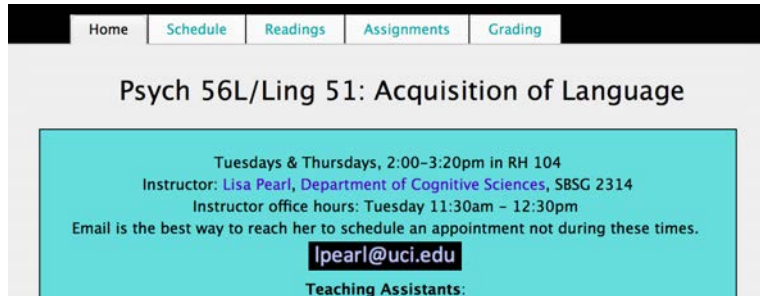 Home Schedule Readings Assignments Grading
Psych 56L/Ling 51: Acquisition of Language
Tuesdays & Thursdays, 2:00-3:20pm in RH 104
Instructor: Lisa Pearl, Department of Cognitive Sciences, SBSG 2314
Instructor office hours: Tuesday 11:30am - 12:30pm
Email is the best way to reach her to schedule an appointment not during these times.
lpearl@uci.edu
Teaching Assistants: